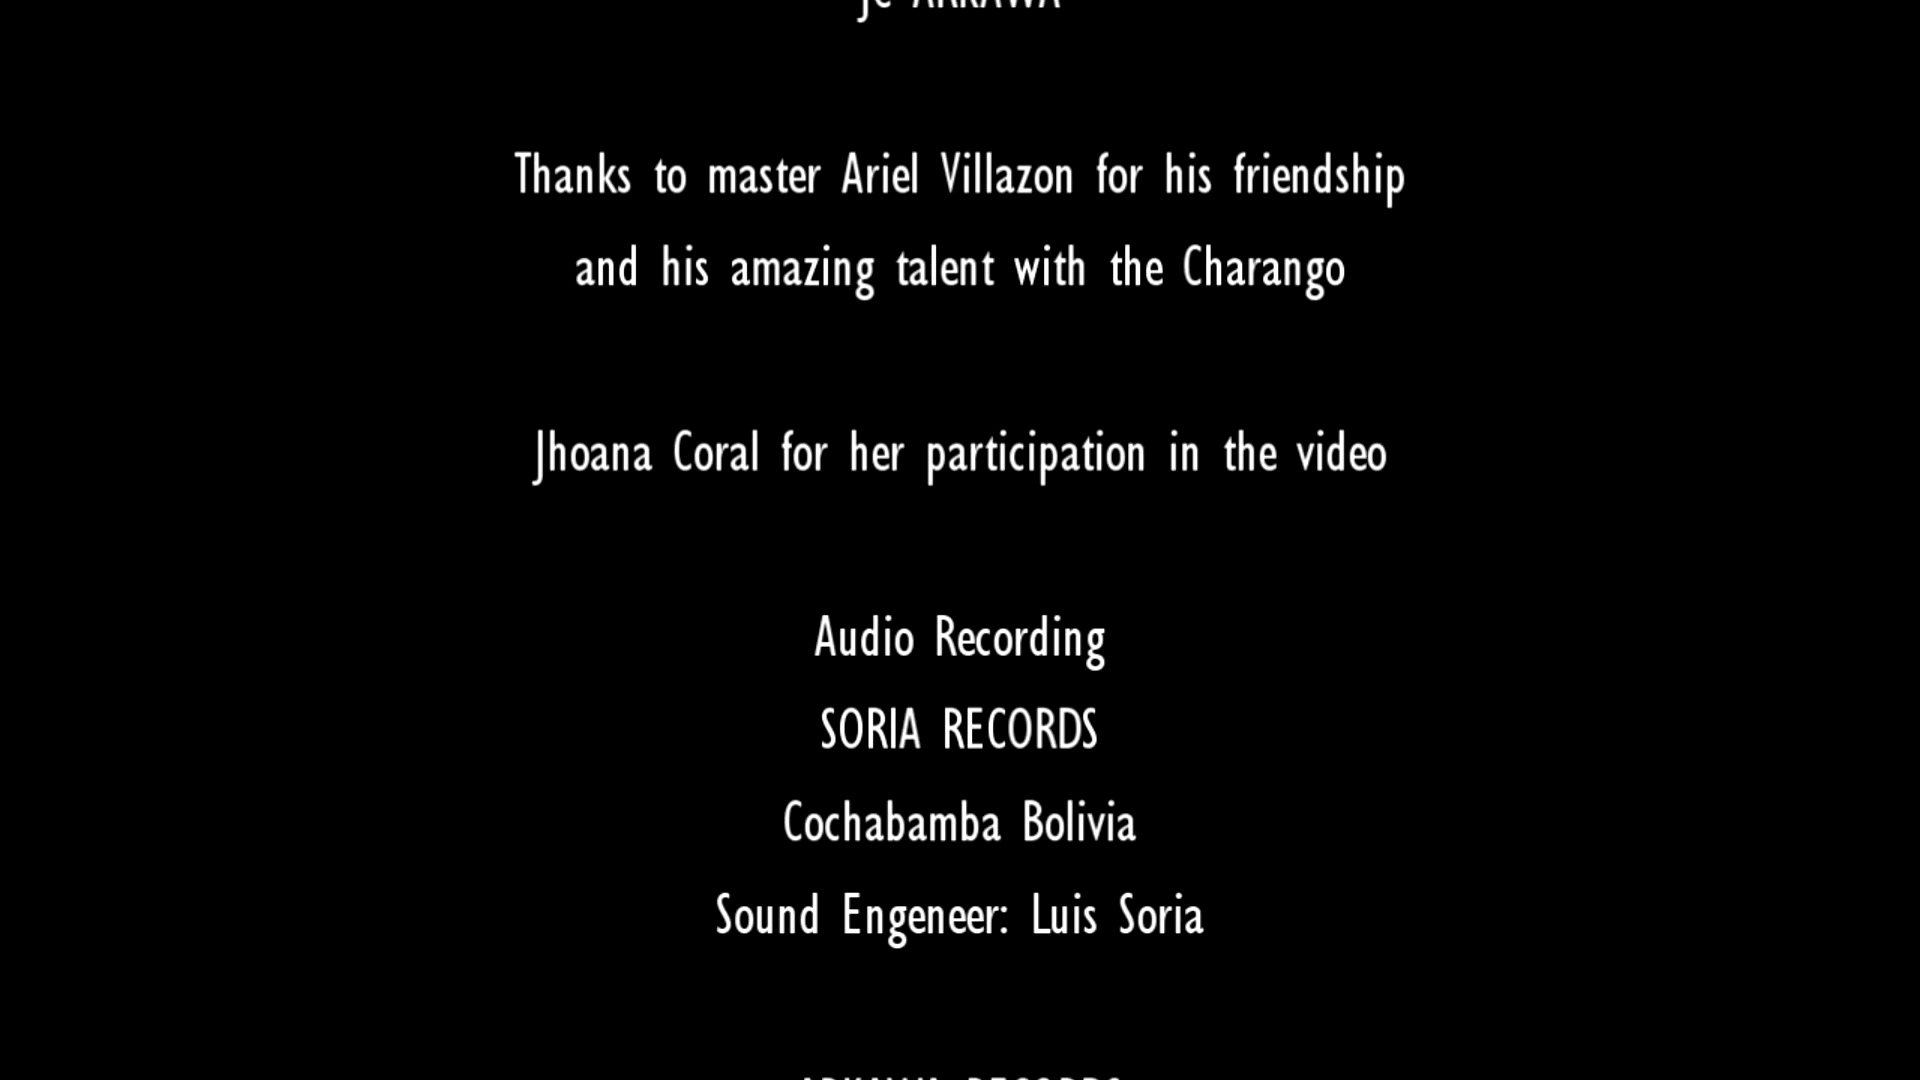 Thanks to master Ariel Villazon for his friendship
and his amazing talent with the Charango
Jhoana Coral for her participation in the video
Audio Recording
SORIA RECORDS
Cochabamba Bolivia
Sound Engeneer: Luis Soria